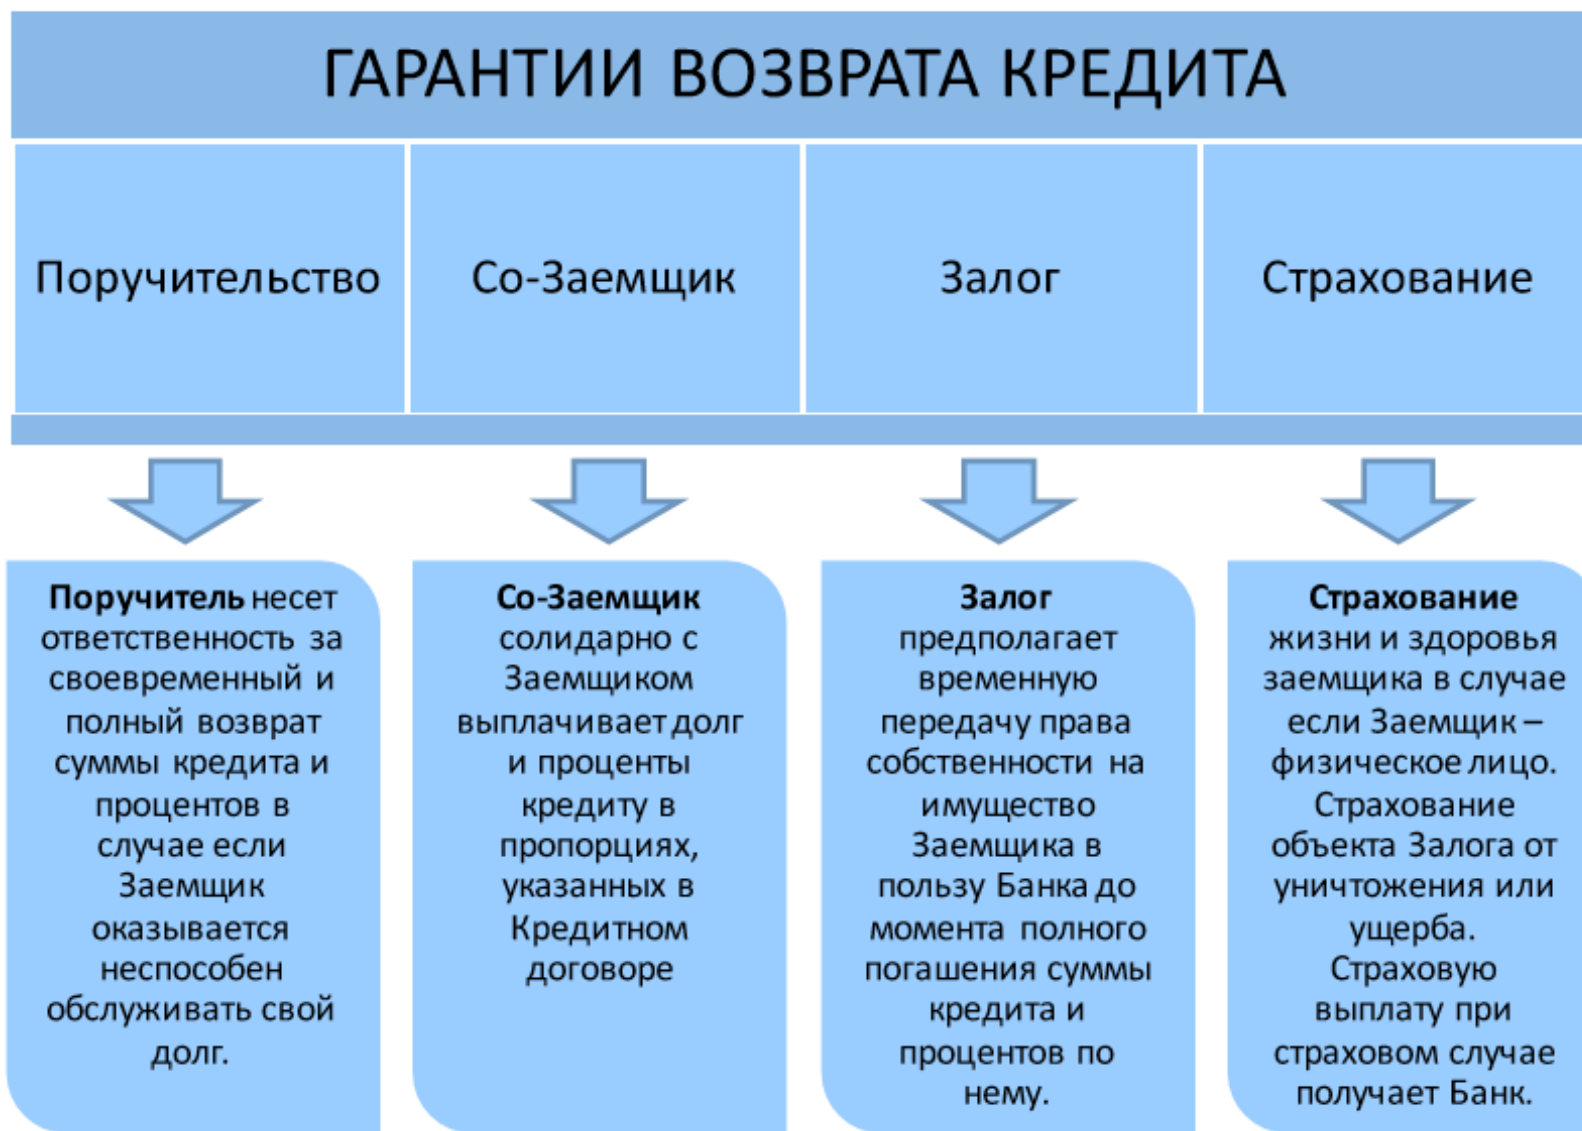 ГАРАНТИИ ВОЗВРАТА КРЕДИТА
Поручительство
Со-Заемщик
Залог
Страхование
Поручитель несет
ответственность за
своевременный и
полный возврат
суммы кредита и
процентов в
случае если
Заемщик
оказывается
неспособен
обслуживать свой
долг.
Со-Заемщик
солидарно с
Заемщиком
выплачивает долг
и проценты
кредиту в
пропорциях,
указанных в
Кредитном
договоре
Залог
предполагает
временную
передачу права
собственности на
имущество
Заемщика в
пользу Банка до
момента полного
погашения суммы
кредита и
процентов по
нему.
Страхование
жизни и здоровья
заемщика в случае
если Заемщик –
физическое лицо.
Страхование
объекта Залога от
уничтожения или
ущерба.
Страховую
выплату при
страховом случае
получает Банк.